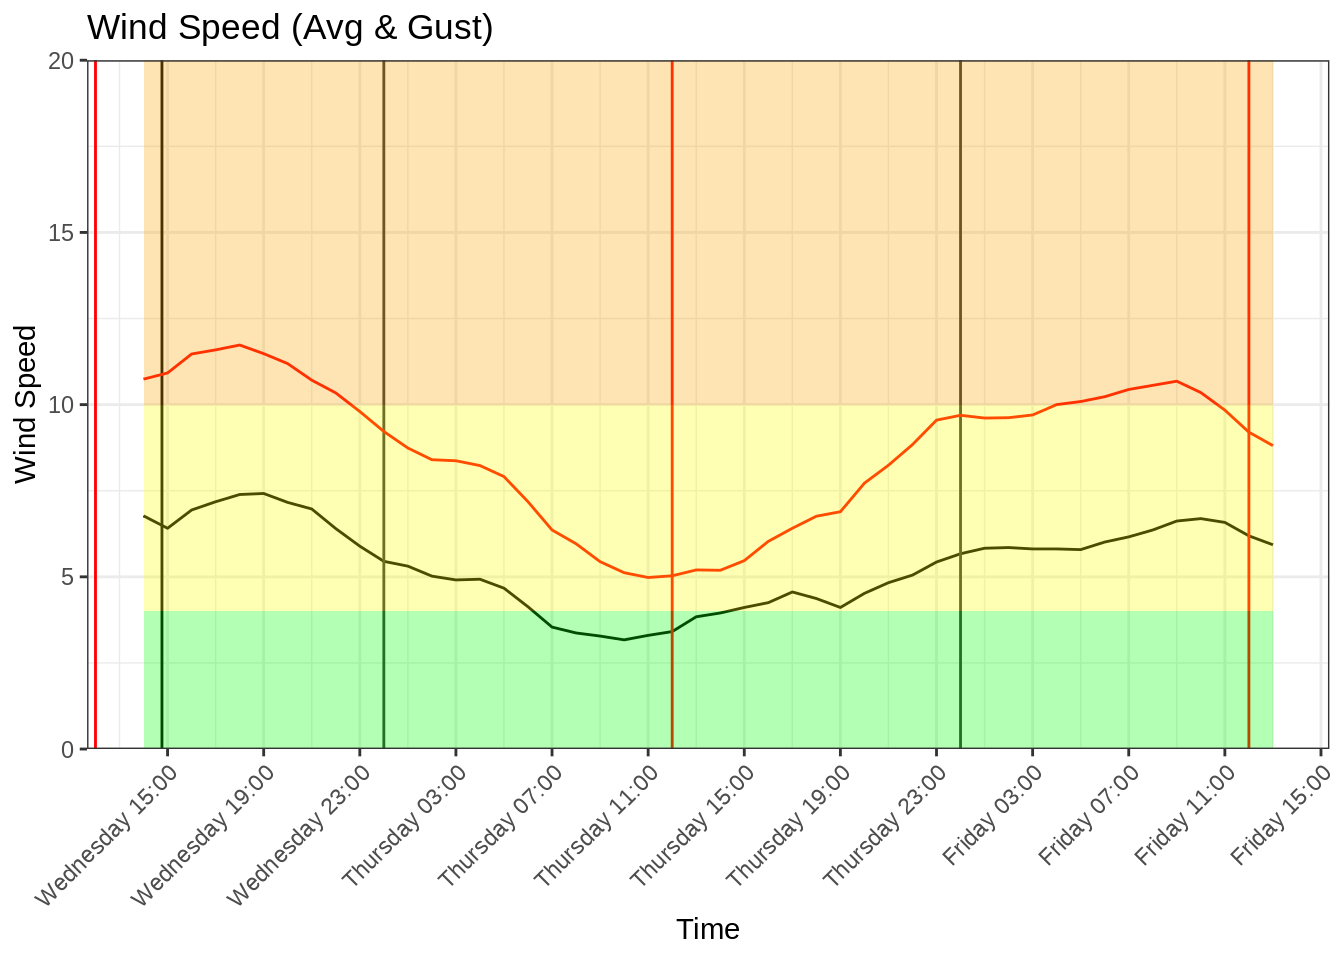 Wind Speed (Avg & Gust)
20
15
10
5
0
Wind Speed
Wednesday 15:00
Wednesday 19:00
Wednesday 23:00
Thursday 03:00
Thursday 07:00
Thursday 11:00
Thursday 15:00
Thursday 19:00
Thursday 23:00
Friday 03:00
Friday 07:00
Friday 11:00
Friday 15:00
Time